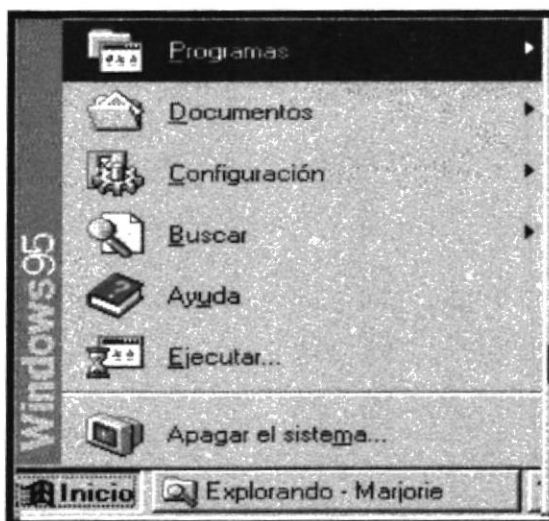 Programas
Documentos
Configuración
Buscar
Ayuda
Ejecutar...
Apagar el sistema...
Windows95
Inicio
Explorando - Marjorie